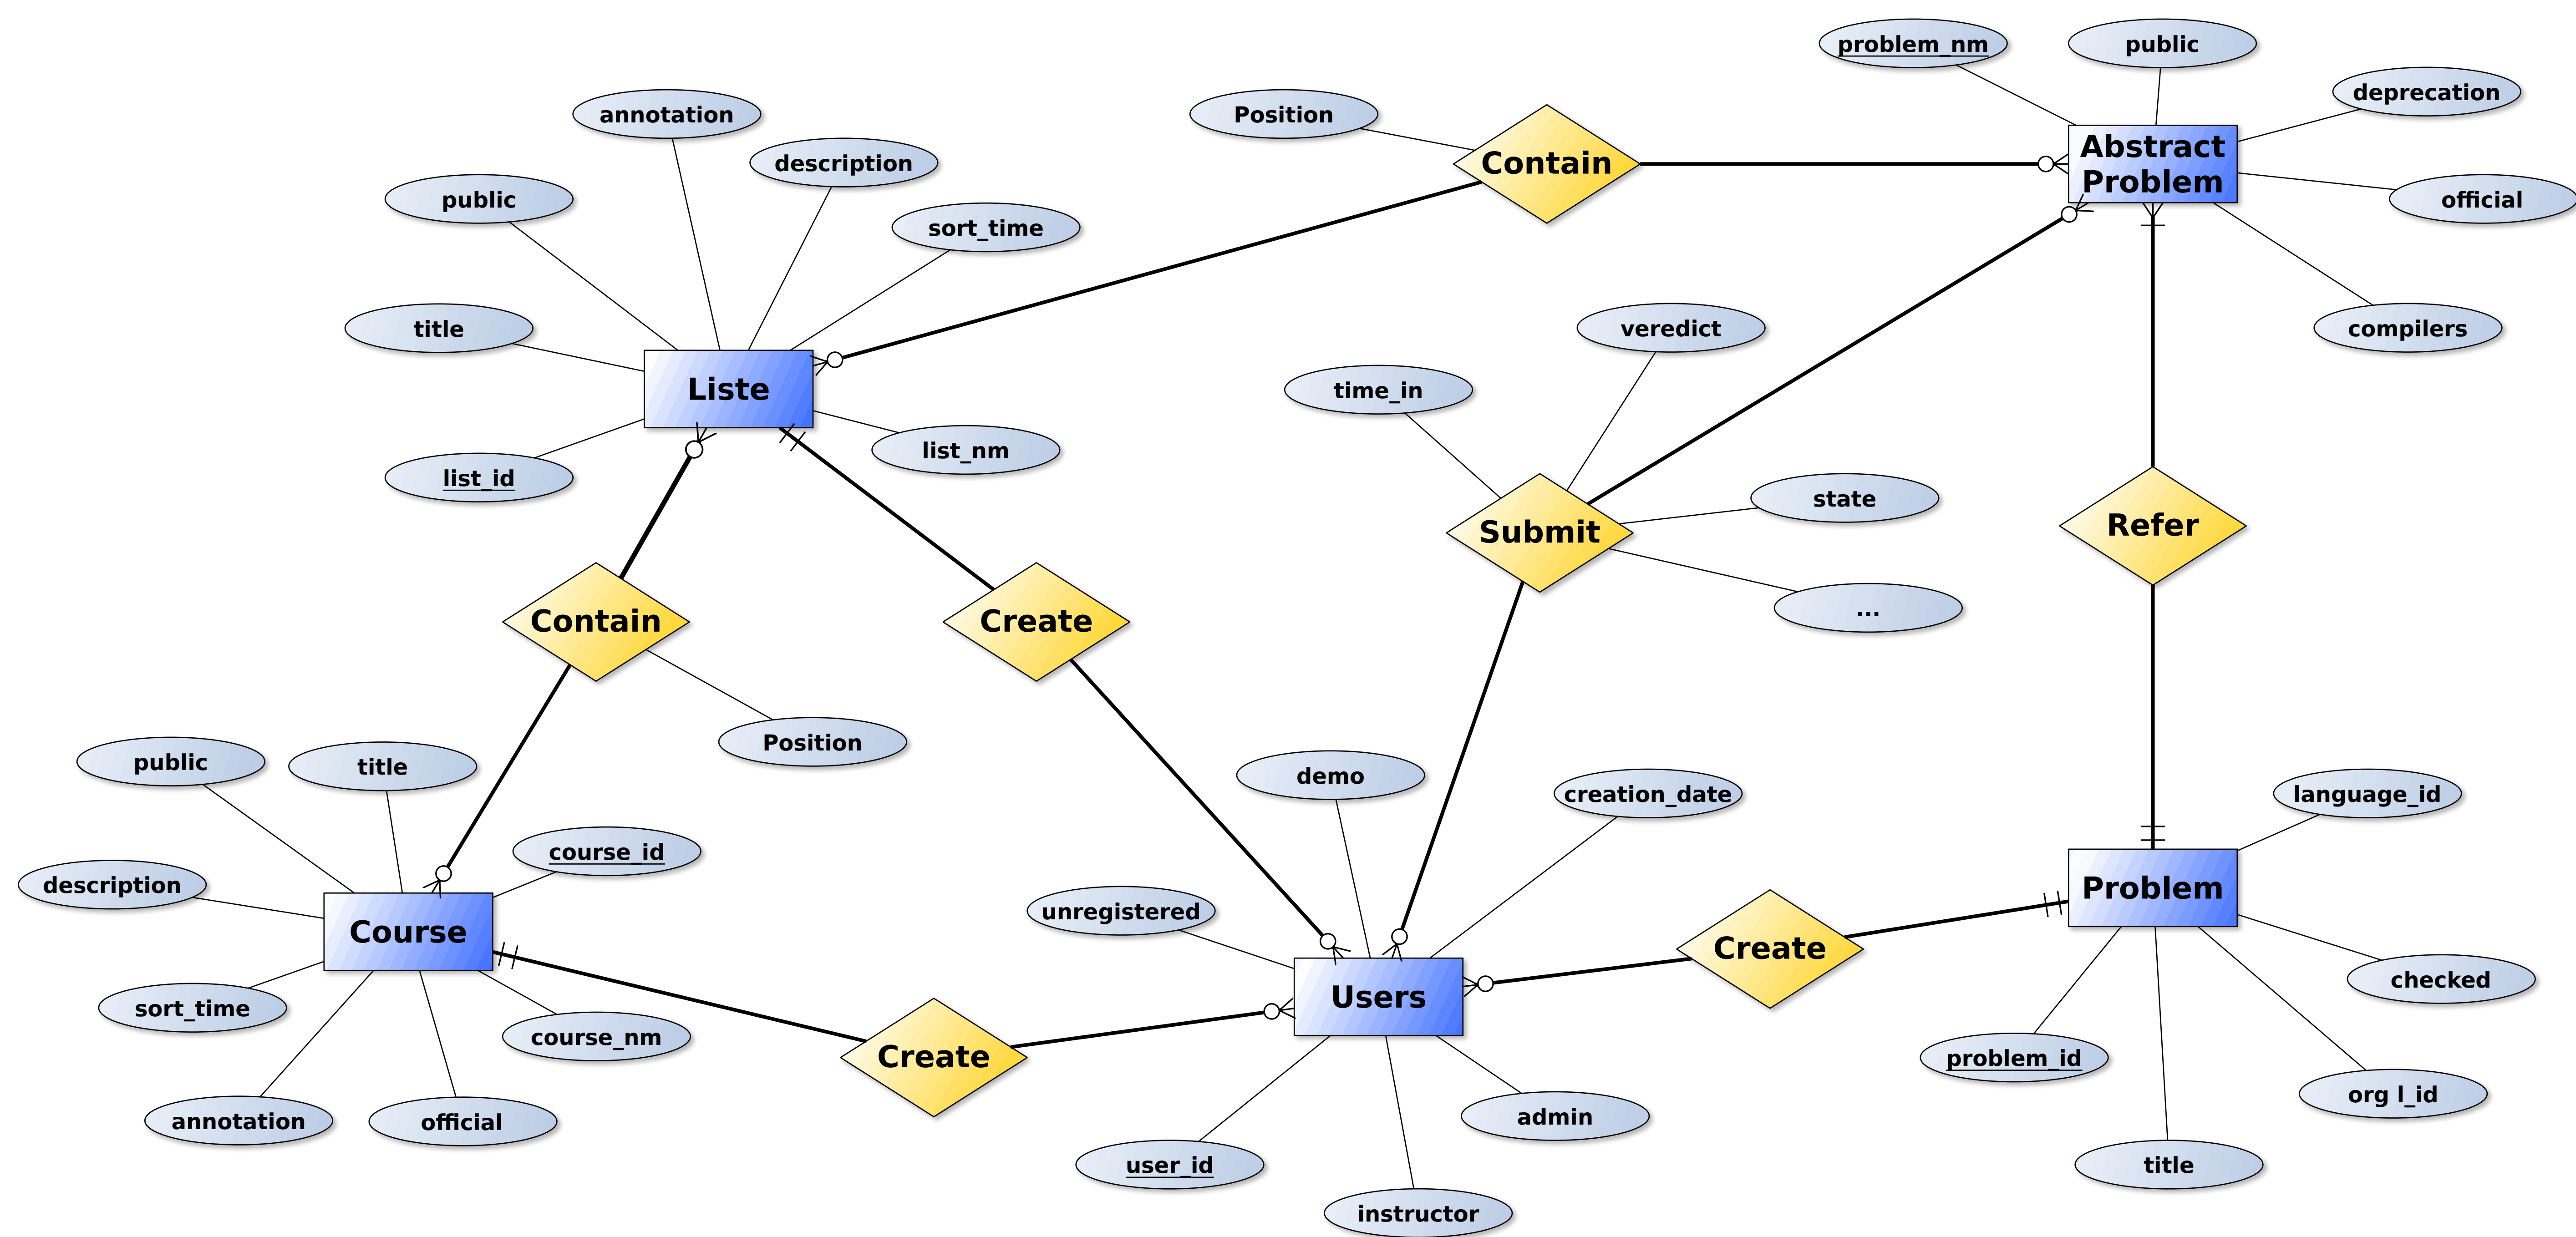 problem_nm
public
deprecation
annotation
Position
Abstract
Problem
description
Contain
public
official
sort_time
title
veredict
compilers
Liste
time_in
list_nm
list_id
state
Submit
Refer
...
Contain
Create
Position
public
title
demo
creation_date
language_id
course_id
description
Problem
unregistered
Course
Create
checked
Users
sort_time
course_nm
Create
problem_id
org l_id
annotation
official
admin
user_id
title
instructor